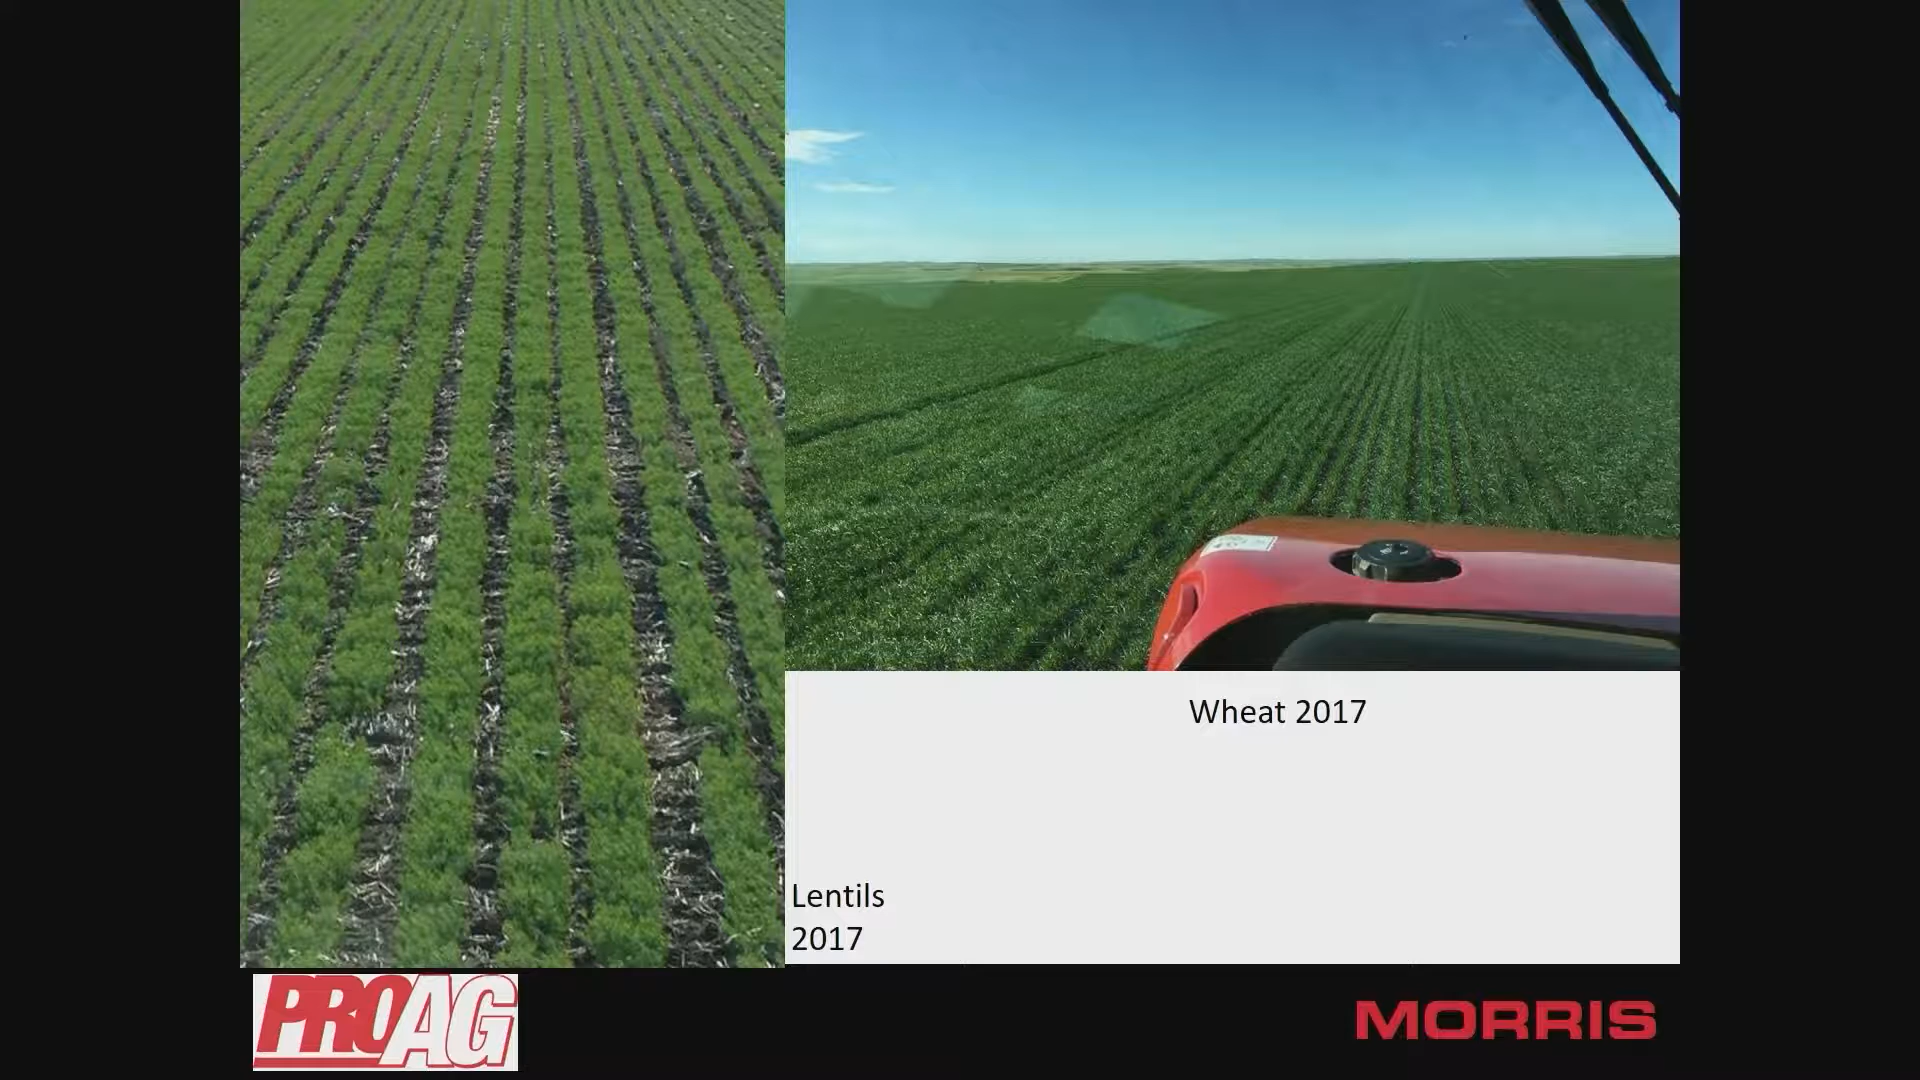 Wheat 2017
Lentils
2017
PROAG
MORRIS